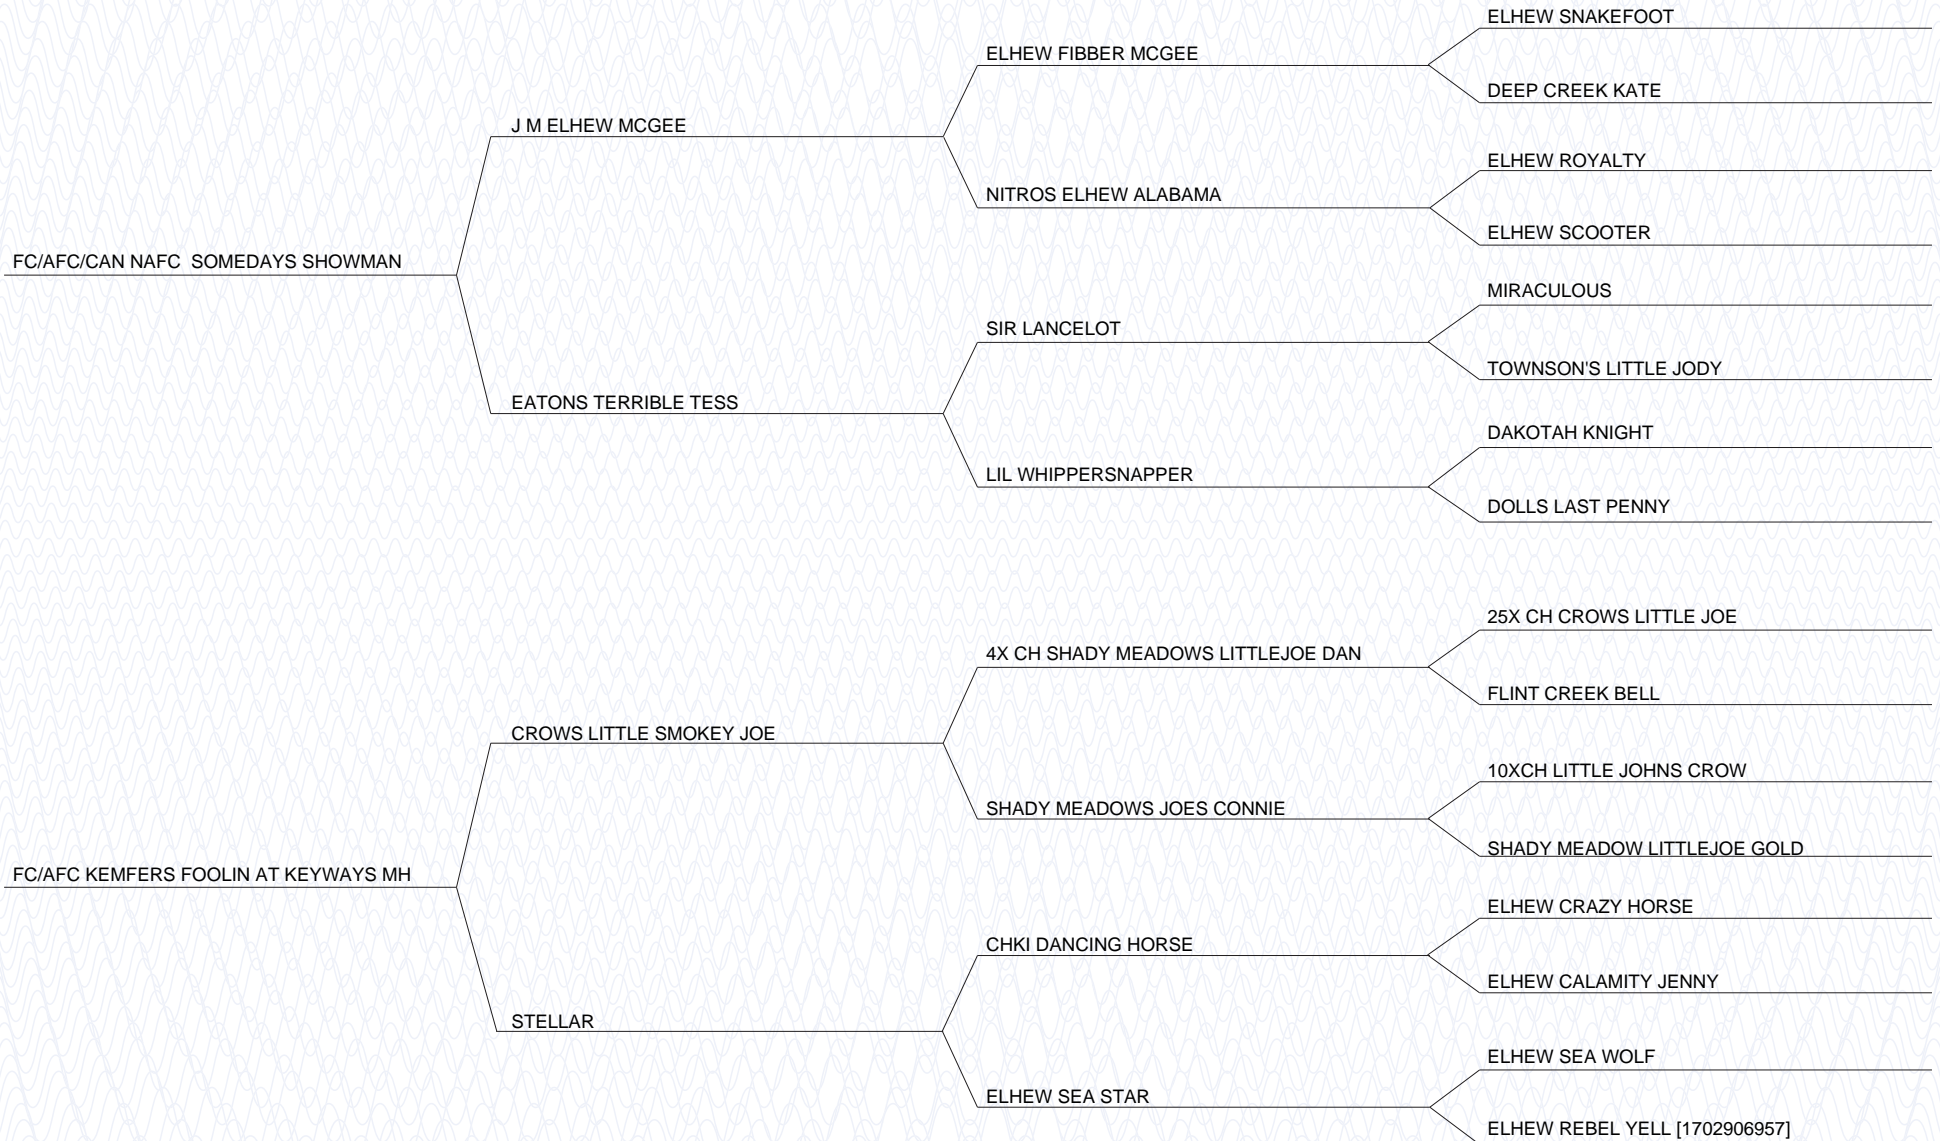 ELHEW SNAKEFOOT
ELHEW FIBBER MCGEE
DEEP CREEK KATE
J M ELHEW MCGEE
ELHEW ROYALTY
NITROS ELHEW ALABAMA
ELHEW SCOOTER
FC/AFC/CAN NAFC  SOMEDAYS SHOWMAN
MIRACULOUS
SIR LANCELOT
TOWNSON'S LITTLE JODY
EATONS TERRIBLE TESS
DAKOTAH KNIGHT
LIL WHIPPERSNAPPER
DOLLS LAST PENNY
25X CH CROWS LITTLE JOE
4X CH SHADY MEADOWS LITTLEJOE DAN
FLINT CREEK BELL
CROWS LITTLE SMOKEY JOE
10XCH LITTLE JOHNS CROW
SHADY MEADOWS JOES CONNIE
SHADY MEADOW LITTLEJOE GOLD
FC/AFC KEMFERS FOOLIN AT KEYWAYS MH
ELHEW CRAZY HORSE
CHKI DANCING HORSE
ELHEW CALAMITY JENNY
STELLAR
ELHEW SEA WOLF
ELHEW SEA STAR
ELHEW REBEL YELL [1702906957]